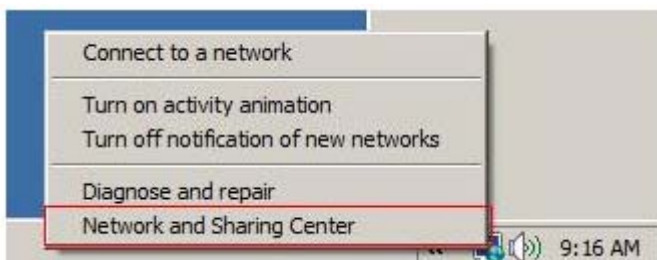 Connect to a network
Turn on activity animation
Turn off notification of new networks
Diagnose and repair
Network and Sharing Center
9:16 AM